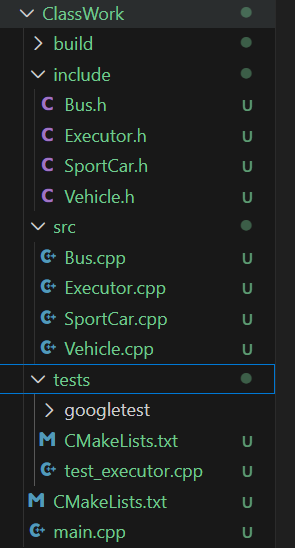 ClassWork
build
include
C Bus.h U
C Executor.h U
C SportCar.h U
C Vehicle.h U
src
C++ Bus.cpp U
C++ Executor.cpp U
C++ SportCar.cpp U
C++ Vehicle.cpp U
tests
googletest
M CMakeLists.txt U
C++ test_executor.cpp U
M CMakeLists.txt U
C++ main.cpp U